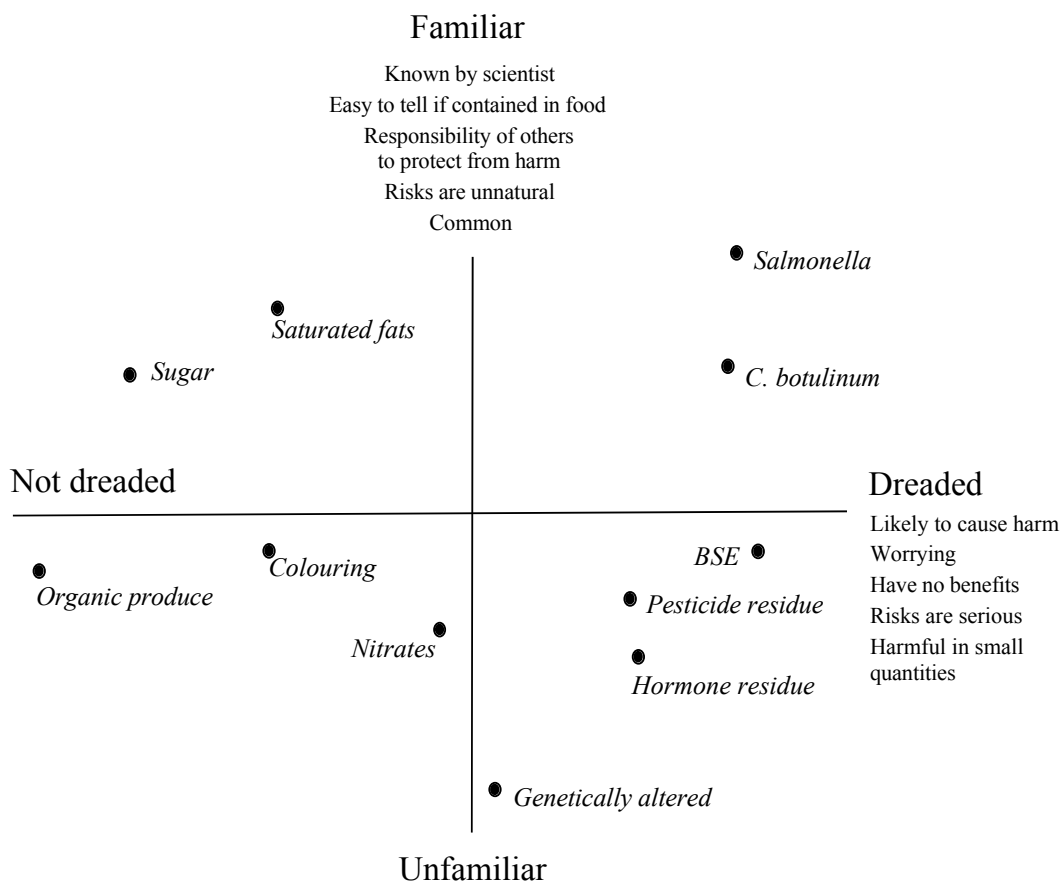 Familiar
Known by scientist
Easy to tell if contained in food
Responsibility of others
to protect from harm
Risks are unnatural
Common
Salmonella
Saturated fats
Sugar
C. botulinum
Not dreaded
Dreaded
Likely to cause harm
Worrying
Have no benefits
Risks are serious
Harmful in small
quantities
BSE
Colouring
Organic produce
Pesticide residue
Nitrates
Hormone residue
Genetically altered
Unfamiliar